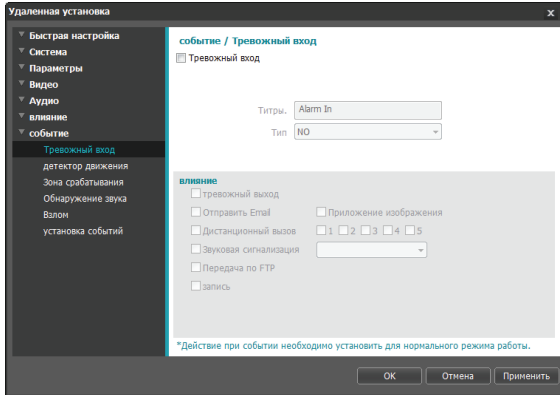 Удаленная установка
x
Быстрая настройка
Система
Параметры
Видео
Аудио
влияние
событие
Тревожный вход
детектор движения
Зона срабатывания
Обнаружение звука
Взлом
установка событий
событие / Тревожный вход
Тревожный вход
Титры. Alarm In
Тип NO
влияние
тревожный выход
Отправить Email Приложение изображения
Дистанционный вызов 1 2 3 4 5
Звуковая сигнализация
Передача по FTP
запись
*Действие при событии необходимо установить для нормального режима работы.
OK Отмена Применить